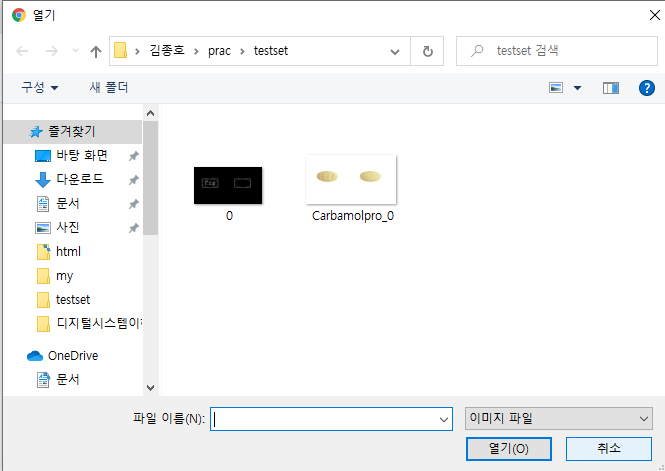 열기
김종호 > prac > testset
testset 검색
구성
새 폴더
즐겨찾기
바탕 화면
다운로드
문서
사진
html
my
testset
디지털시스템이
OneDrive
문서
0
Carbamolpro_0
파일 이름(N):
이미지 파일
열기(O)
취소